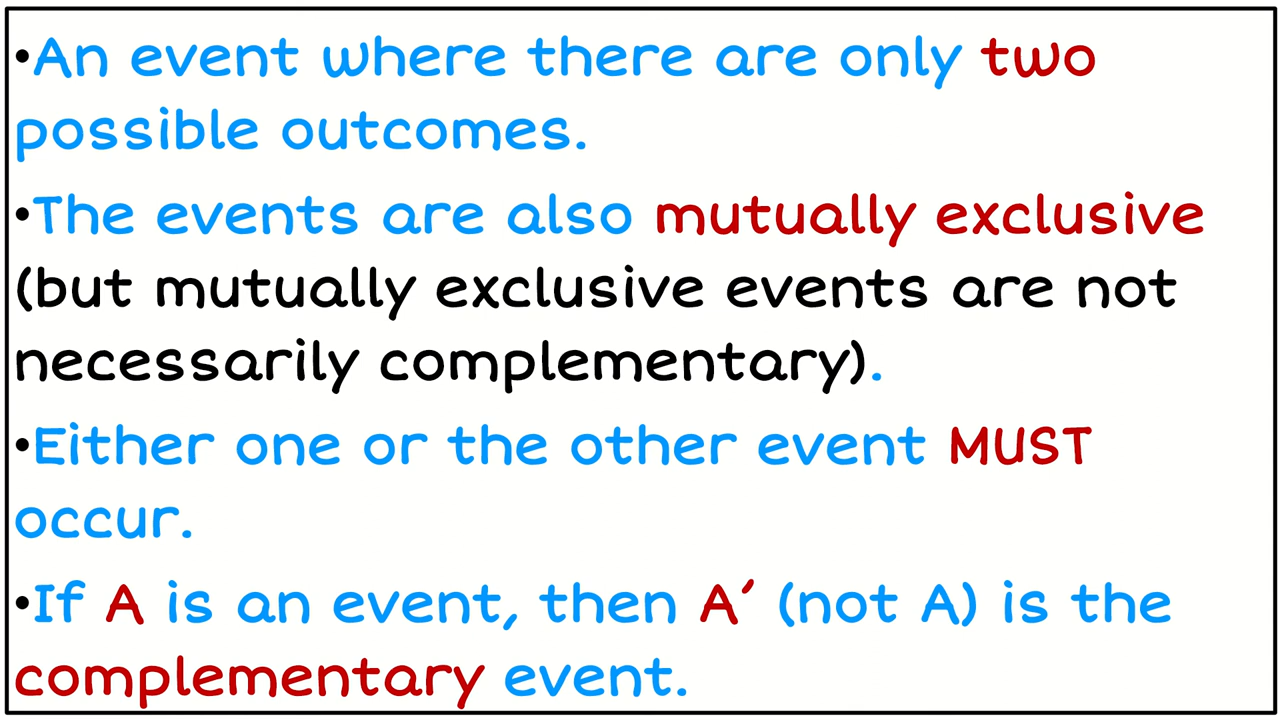 •An event where there are only two
possible outcomes.
•The events are also mutually exclusive
(but mutually exclusive events are not
necessarily complementary).
•Either one or the other event MUST
occur.
•If A is an event, then A′ (not A) is the
complementary event.